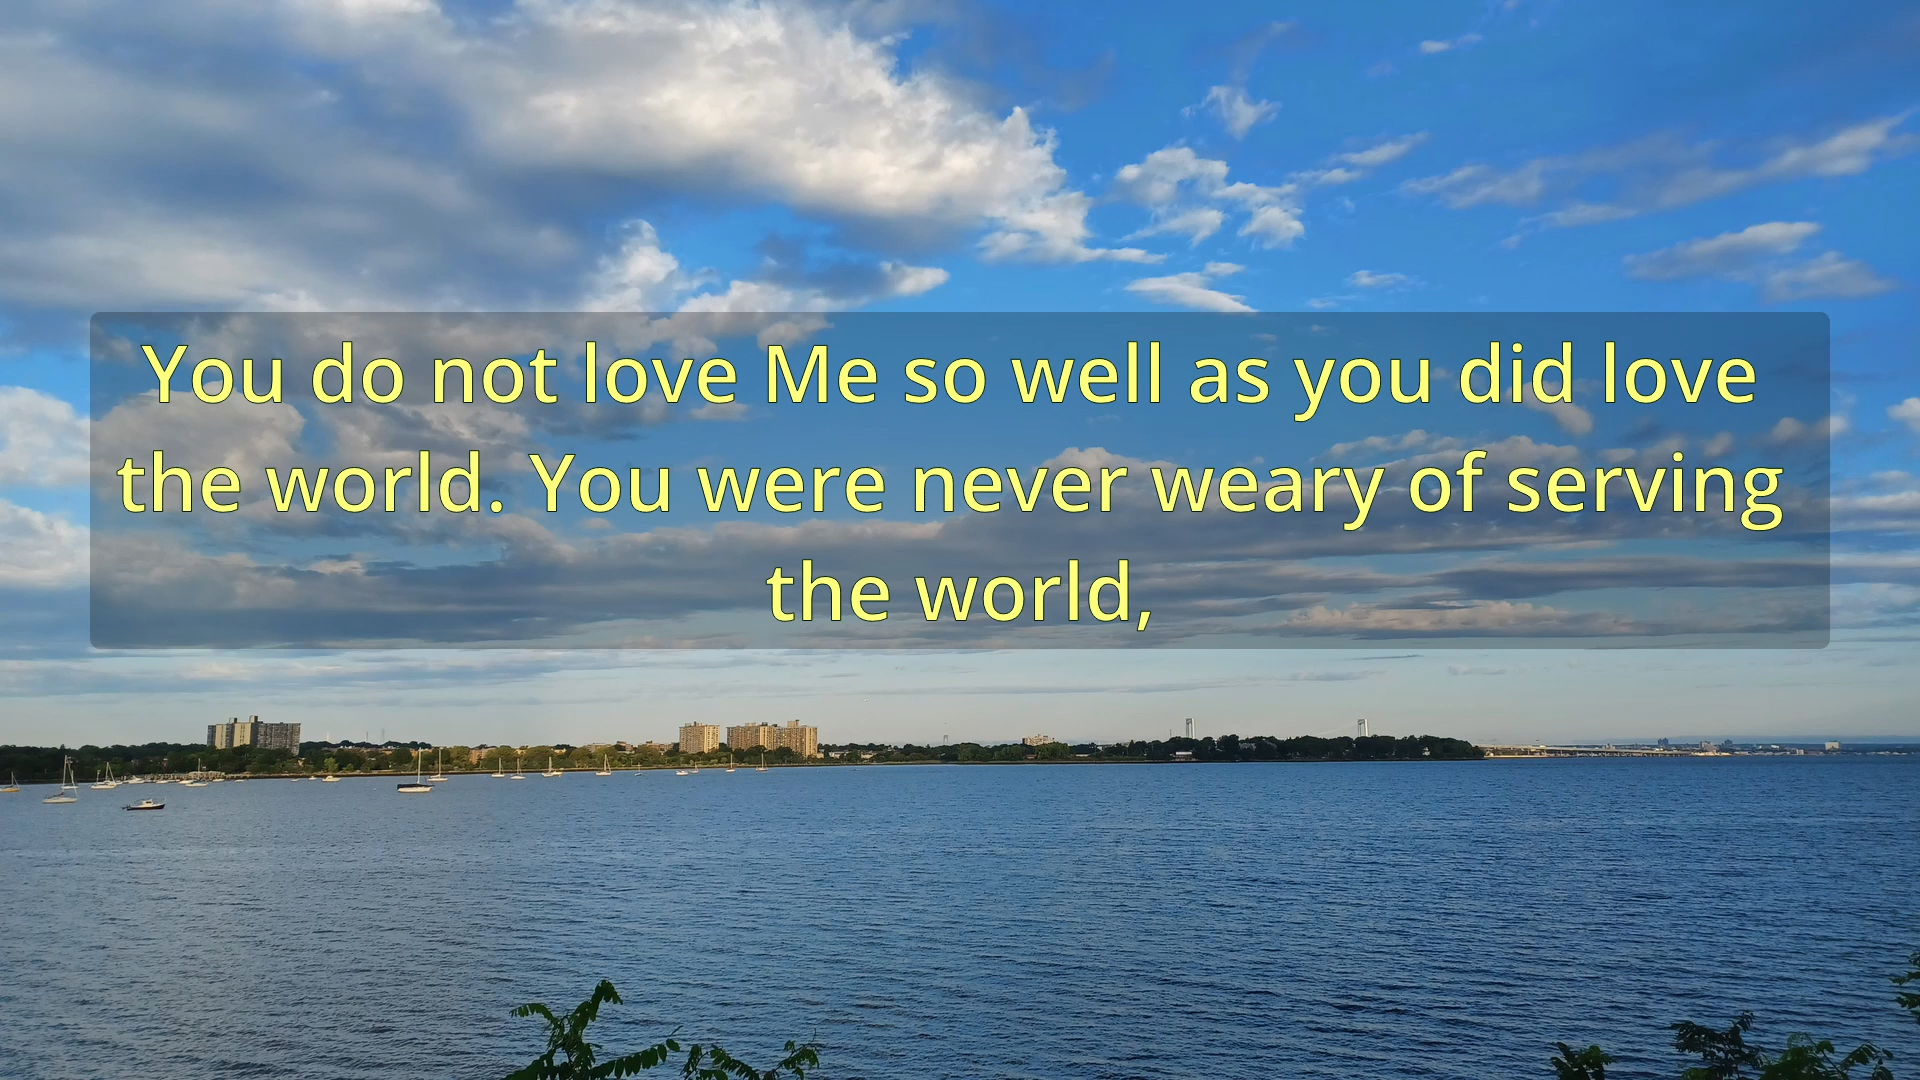 You do not love Me so well as you did love
the world. You were never weary of serving
the world,